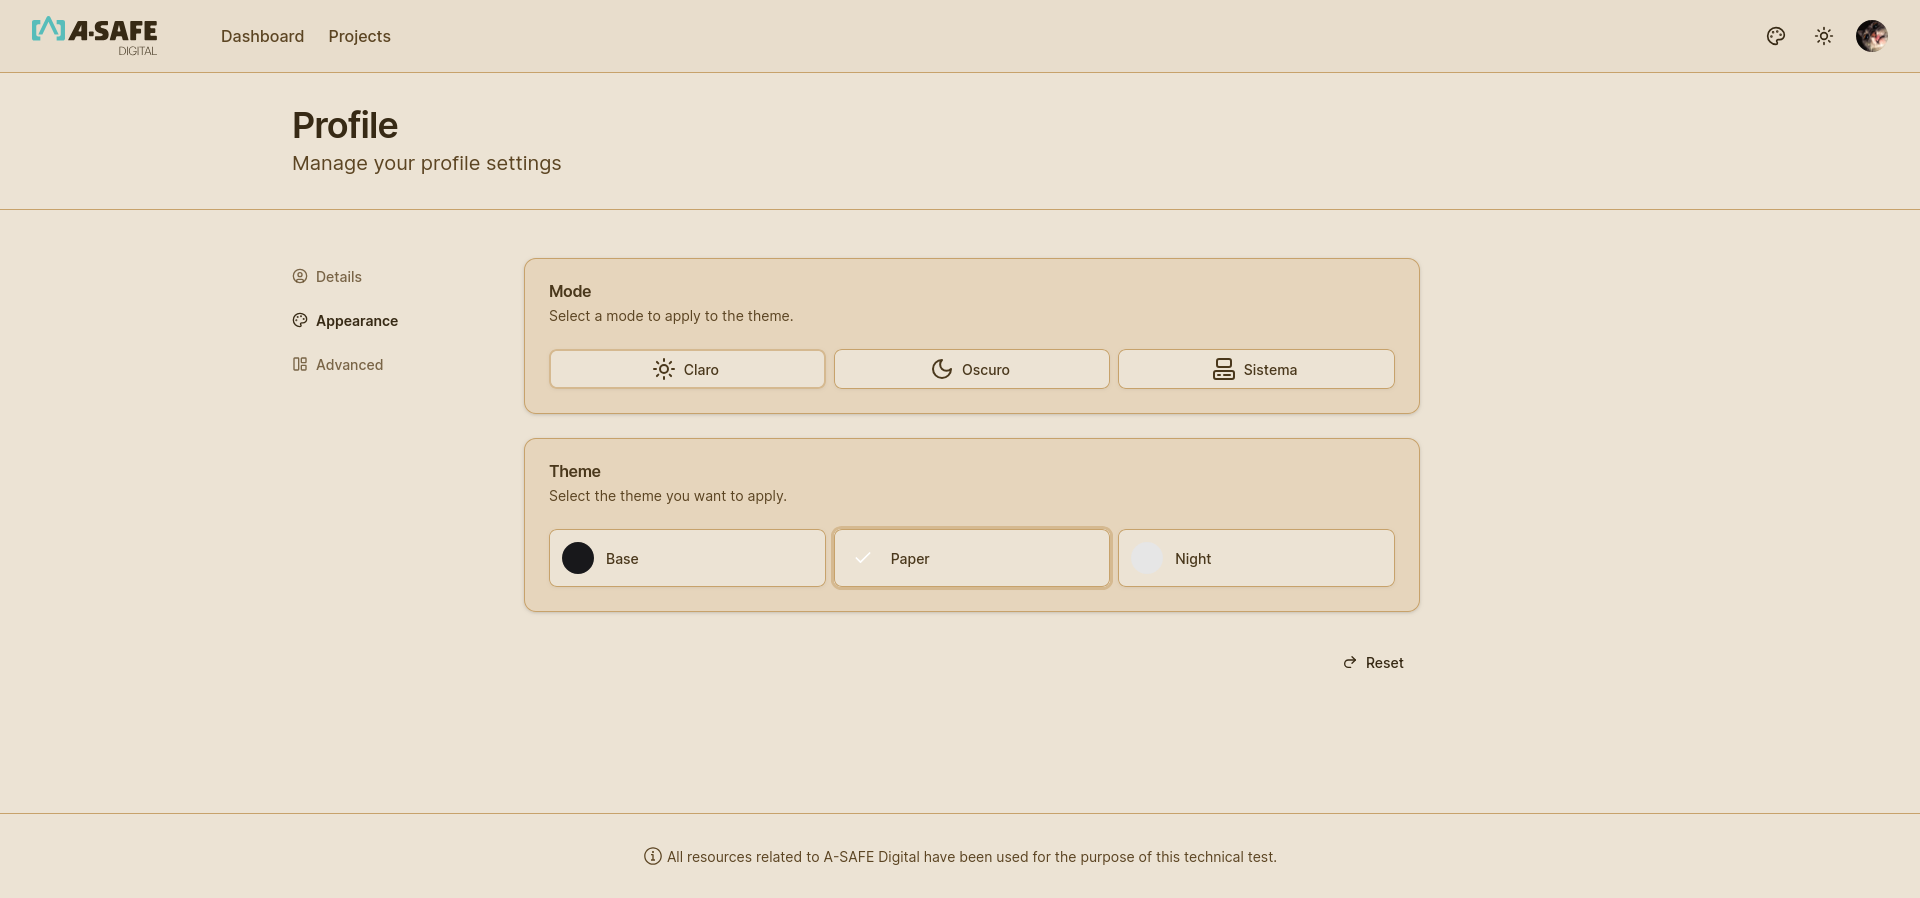 A-SAFE
DIGITAL
Dashboard Projects
Profile
Manage your profile settings
Details
Appearance
Advanced
Mode
Select a mode to apply to the theme.
Claro Oscuro Sistema
Theme
Select the theme you want to apply.
Base Paper Night
Reset
All resources related to A-SAFE Digital have been used for the purpose of this technical test.